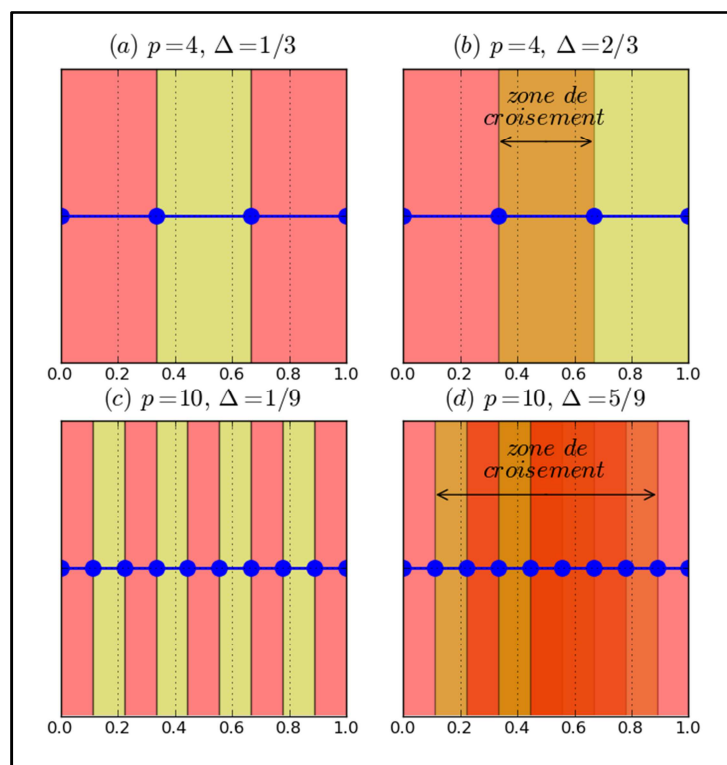 (a) p=4, Δ=1/3
(b) p=4, Δ=2/3
zone de
croisement
0.0 0.2 0.4 0.6 0.8 1.0
0.0 0.2 0.4 0.6 0.8 1.0
(c) p=10, Δ=1/9
(d) p=10, Δ=5/9
zone de
croisement
0.0 0.2 0.4 0.6 0.8 1.0
0.0 0.2 0.4 0.6 0.8 1.0